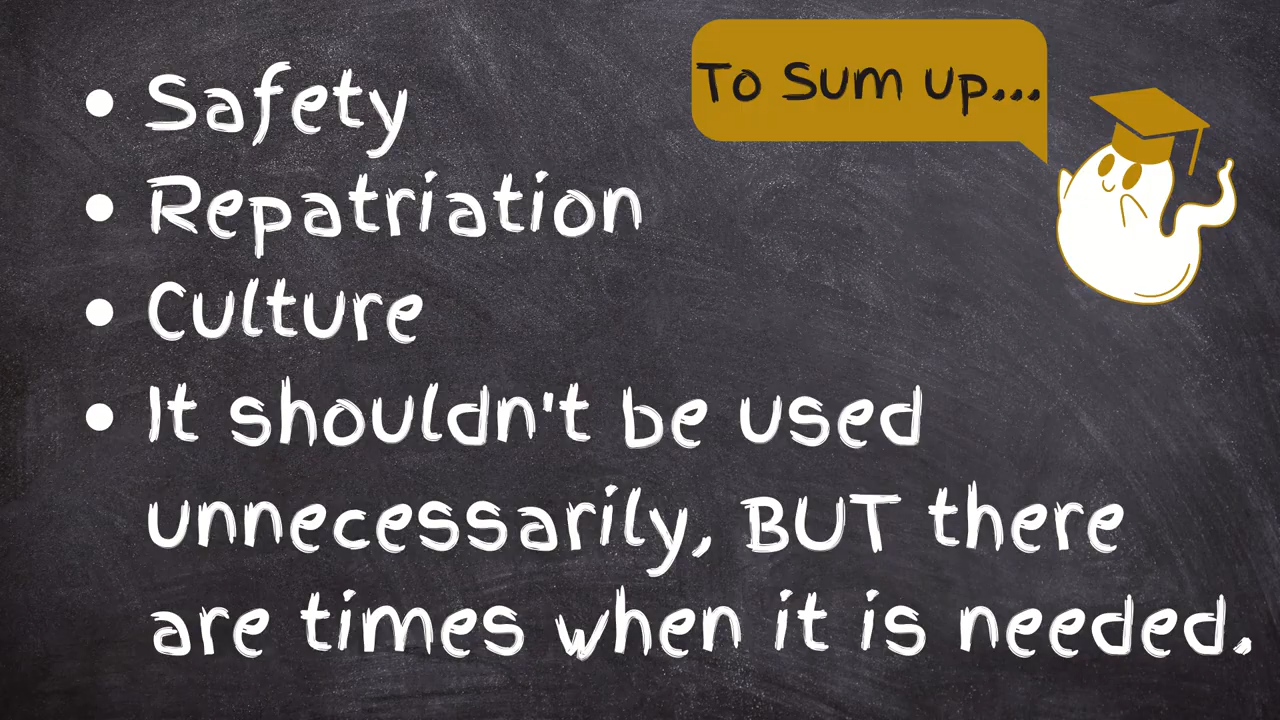 To Sum up...
• Safety
• Repatriation
• Culture
• It shouldn't be used
unnecessarily, BUT there
are times when it is needed.